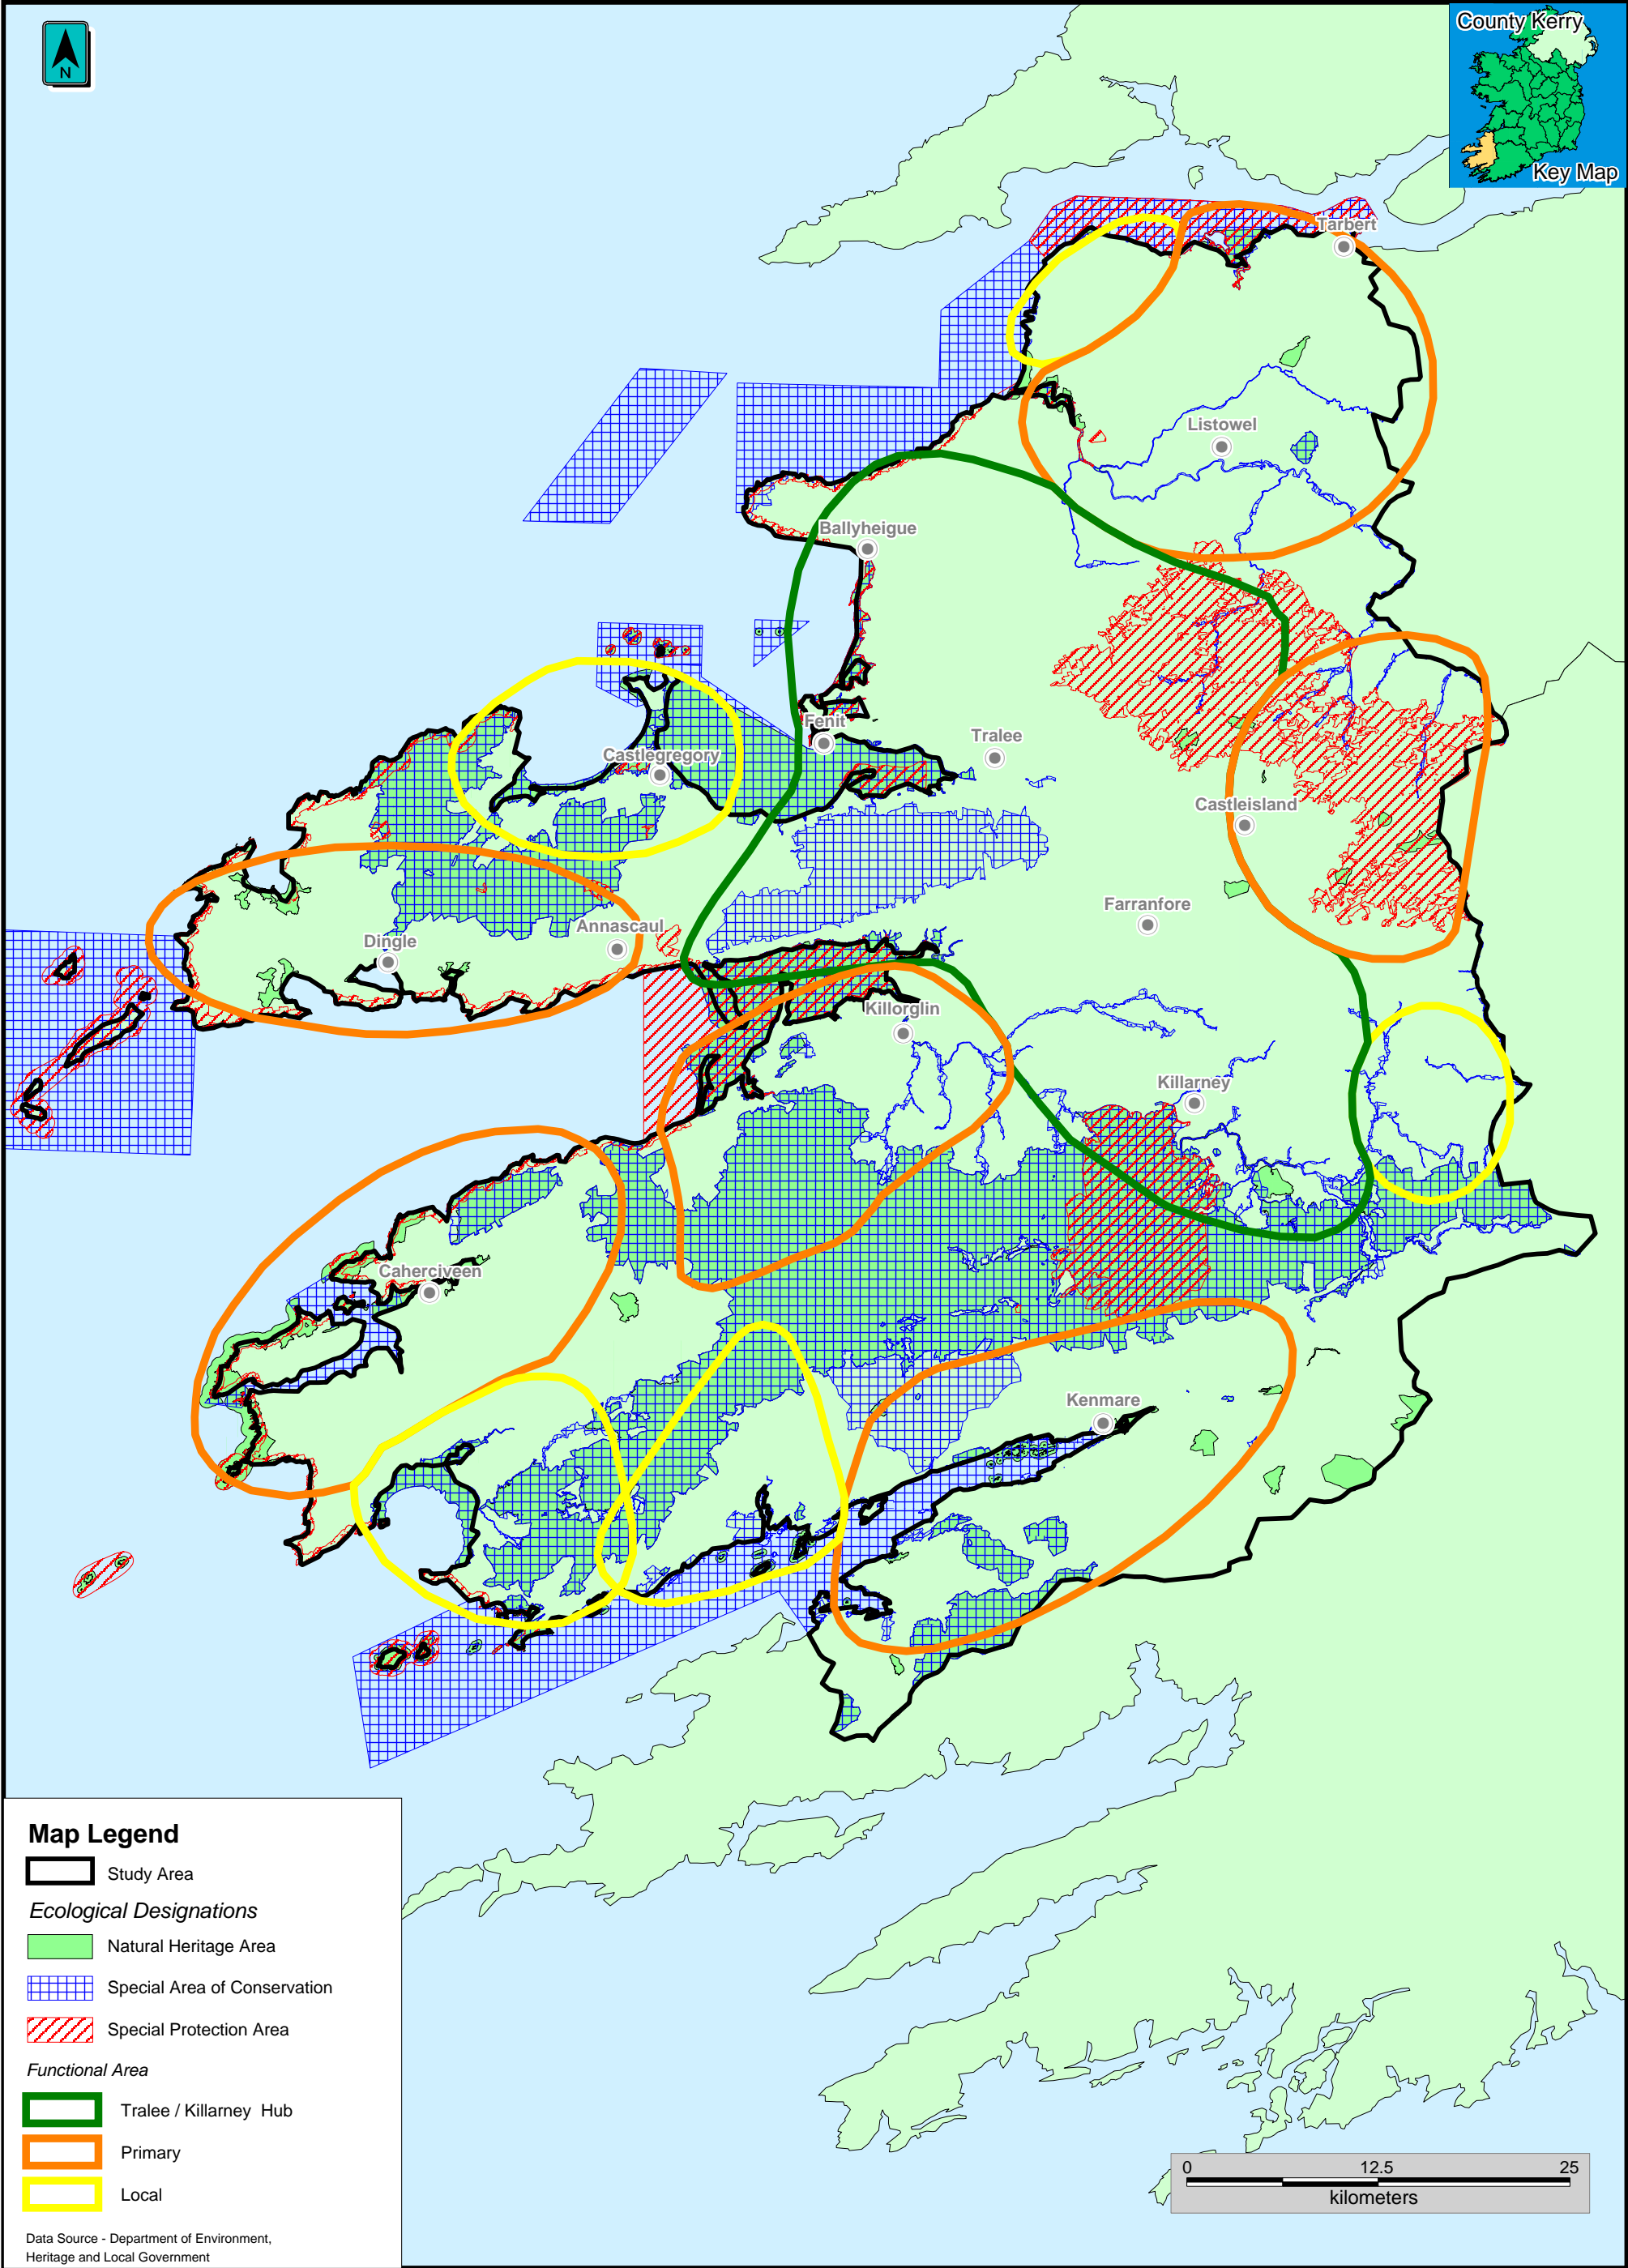 County Kerry
N
Key Map
Tarbert
Listowel
Ballyheigue
Fenit
Tralee
Castlegregory
Castleisland
Farranfore
Annascaul
Dingle
Killorglin
Killarney
Caherciveen
Kenmare
Map Legend
Study Area
Ecological Designations
Natural Heritage Area
Special Area of Conservation
Special Protection Area
Functional Area
Tralee / Killarney Hub
Primary
Local
Data Source - Department of Environment,
Heritage and Local Government
0 12.5 25
kilometers